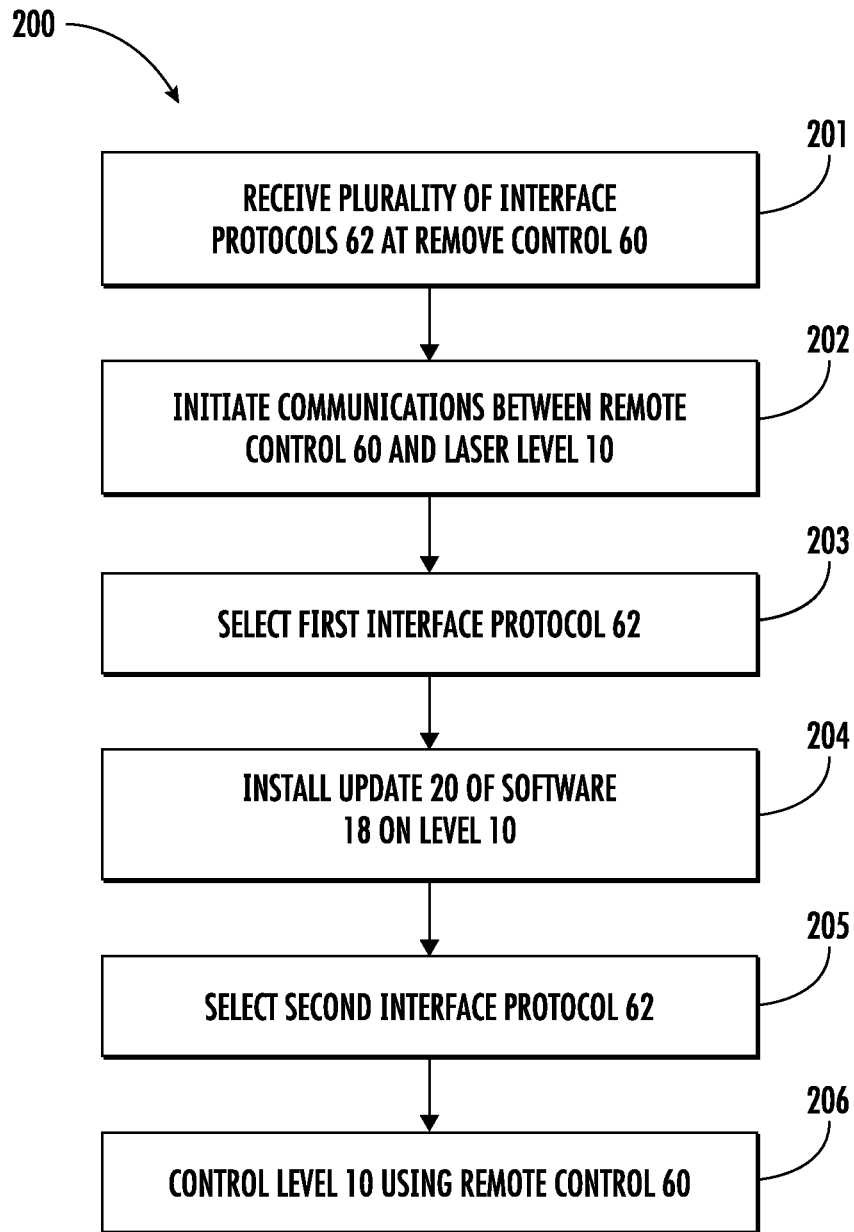 200
201
RECEIVE PLURALITY OF INTERFACE
PROTOCOLS 62 AT REMOVE CONTROL 60
202
INITIATE COMMUNICATIONS BETWEEN REMOTE
CONTROL 60 AND LASER LEVEL 10
203
SELECT FIRST INTERFACE PROTOCOL 62
204
INSTALL UPDATE 20 OF SOFTWARE
18 ON LEVEL 10
205
SELECT SECOND INTERFACE PROTOCOL 62
206
CONTROL LEVEL 10 USING REMOTE CONTROL 60